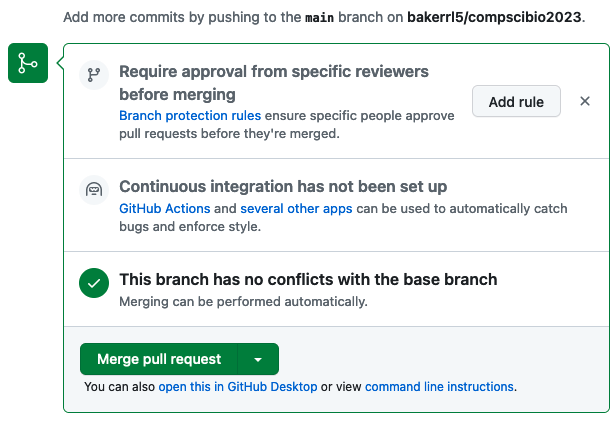 Add more commits by pushing to the main branch on bakerrl5/compscibio2023.
Require approval from specific reviewers
before merging
Branch protection rules ensure specific people approve
pull requests before they're merged.
Add rule
Continuous integration has not been set up
GitHub Actions and several other apps can be used to automatically catch
bugs and enforce style.
This branch has no conflicts with the base branch
Merging can be performed automatically.
Merge pull request
You can also open this in GitHub Desktop or view command line instructions.